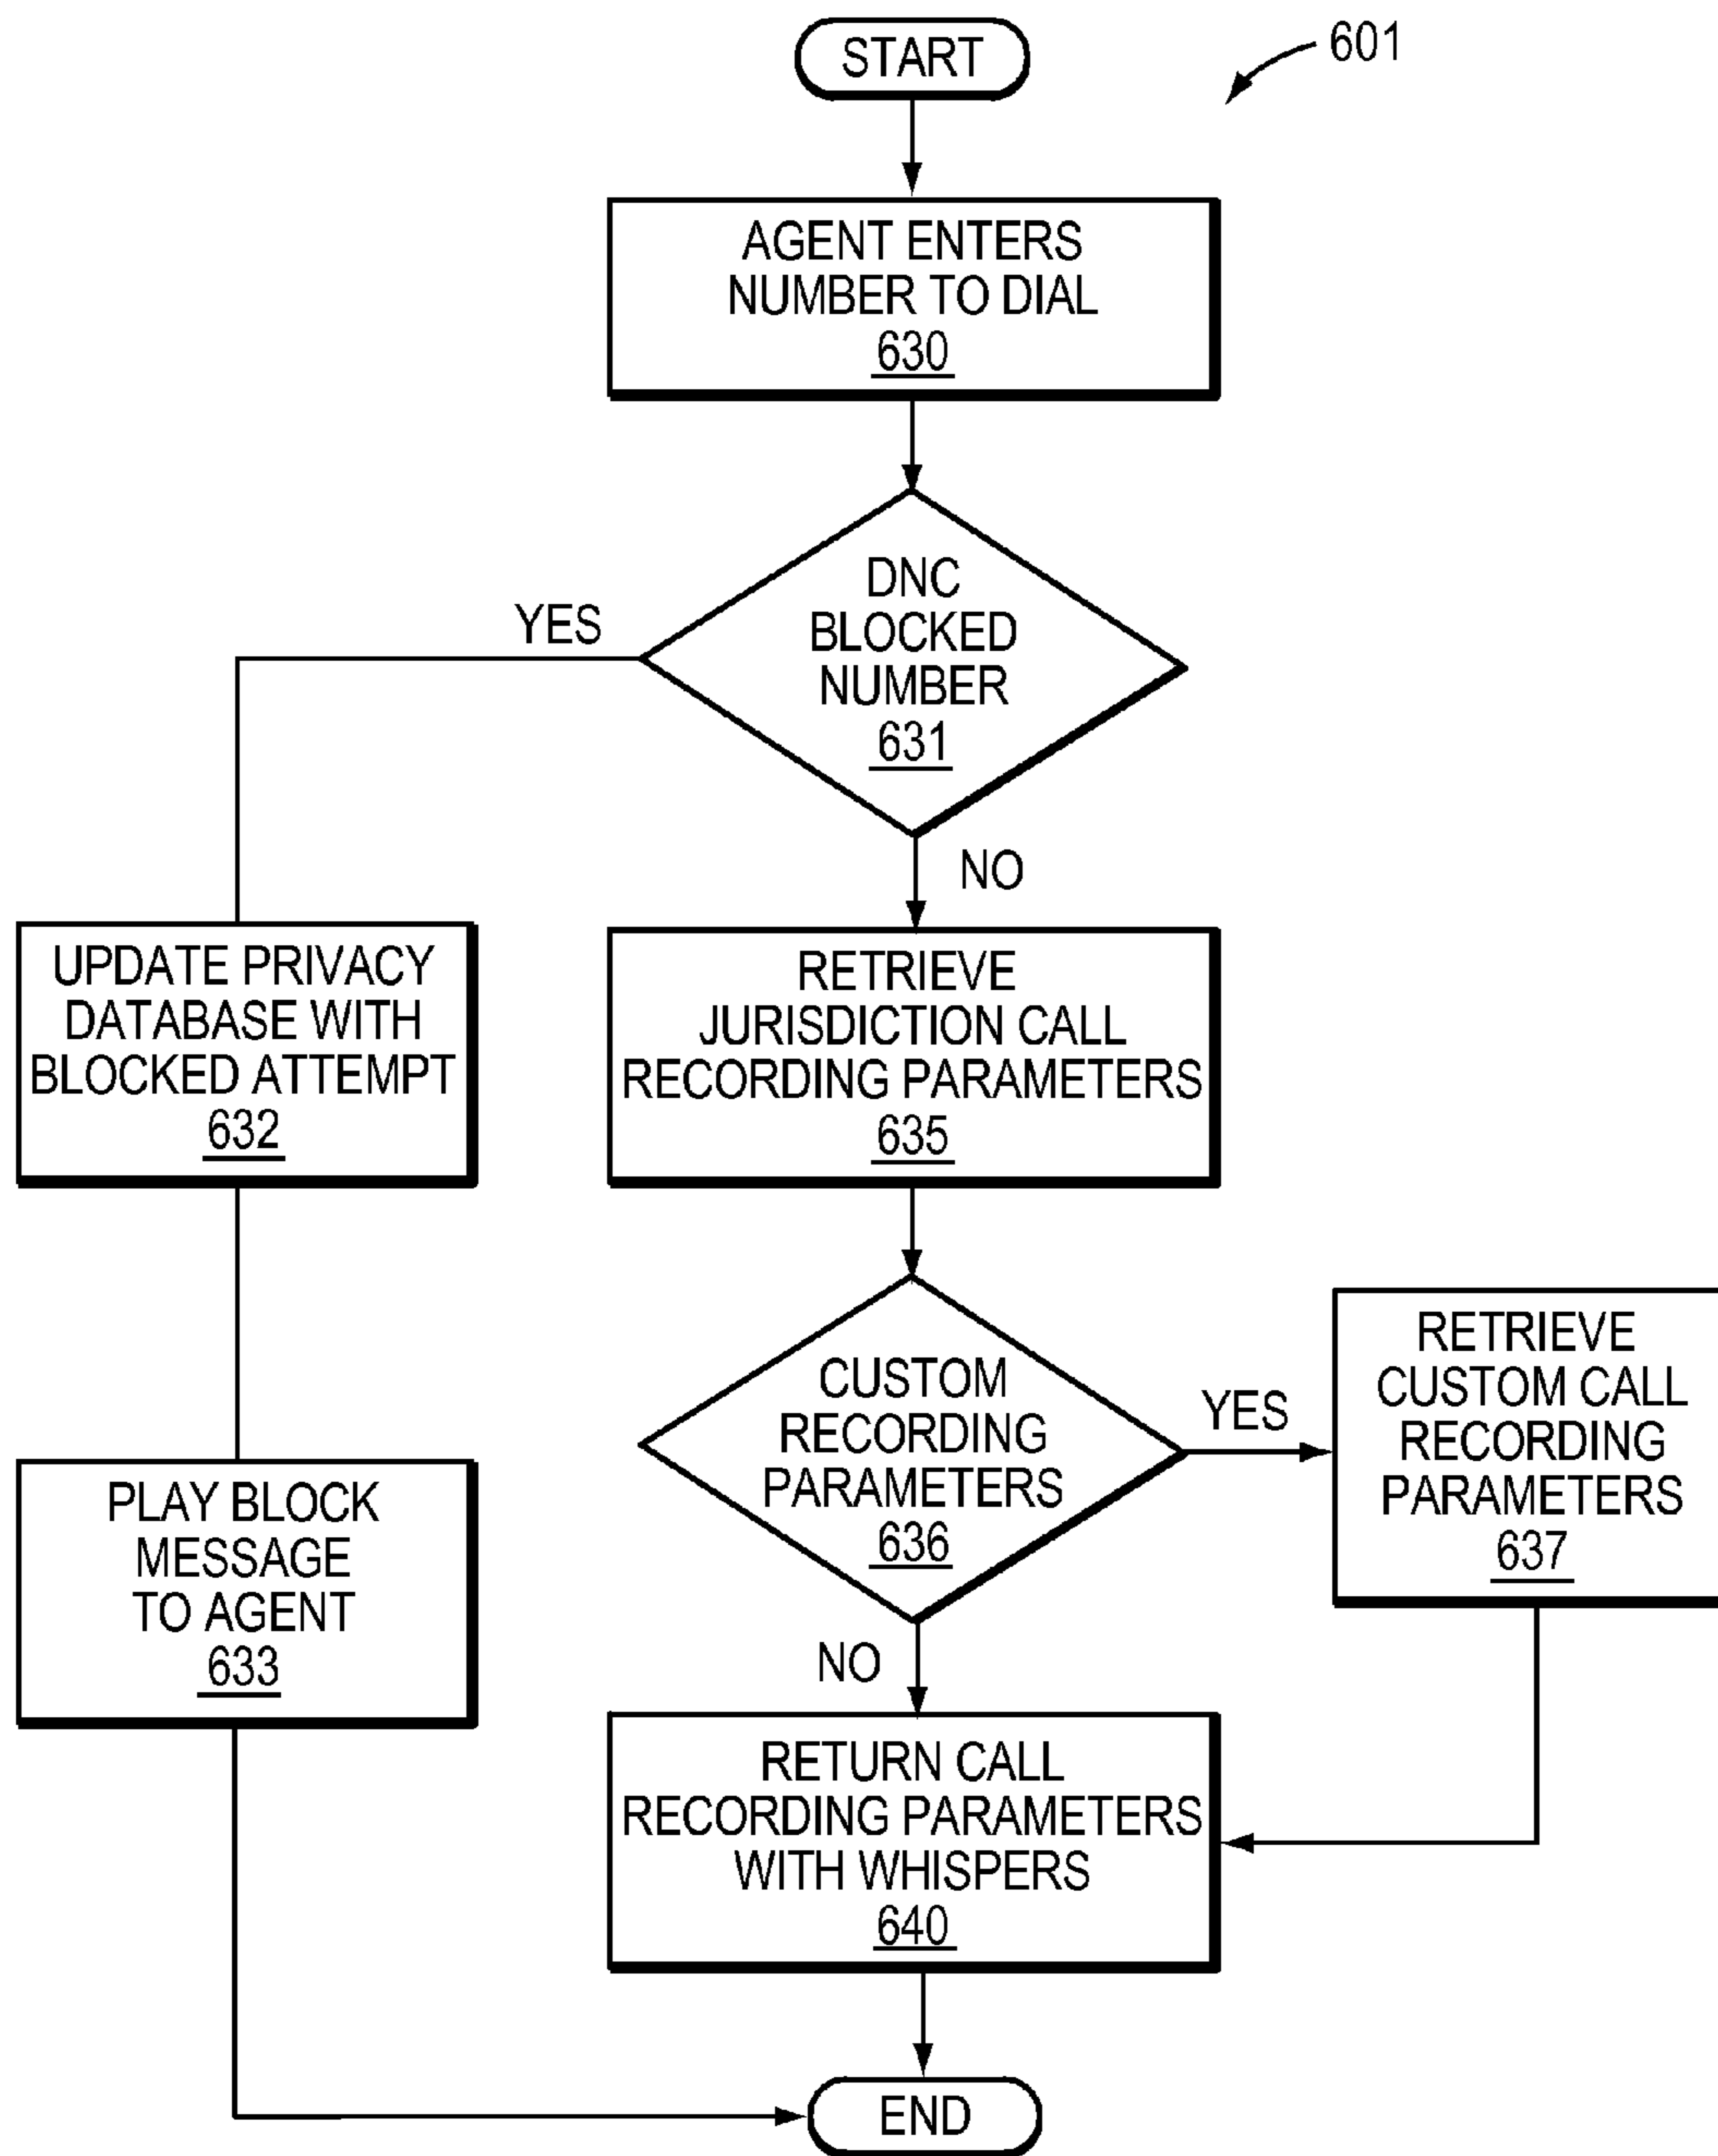 START
601
AGENT ENTERS
NUMBER TO DIAL
630
DNC
BLOCKED
NUMBER
631
YES
NO
UPDATE PRIVACY
DATABASE WITH
BLOCKED ATTEMPT
632
RETRIEVE
JURISDICTION CALL
RECORDING PARAMETERS
635
CUSTOM
RECORDING
PARAMETERS
636
YES
RETRIEVE
CUSTOM CALL
RECORDING
PARAMETERS
637
PLAY BLOCK
MESSAGE
TO AGENT
633
NO
RETURN CALL
RECORDING PARAMETERS
WITH WHISPERS
640
END